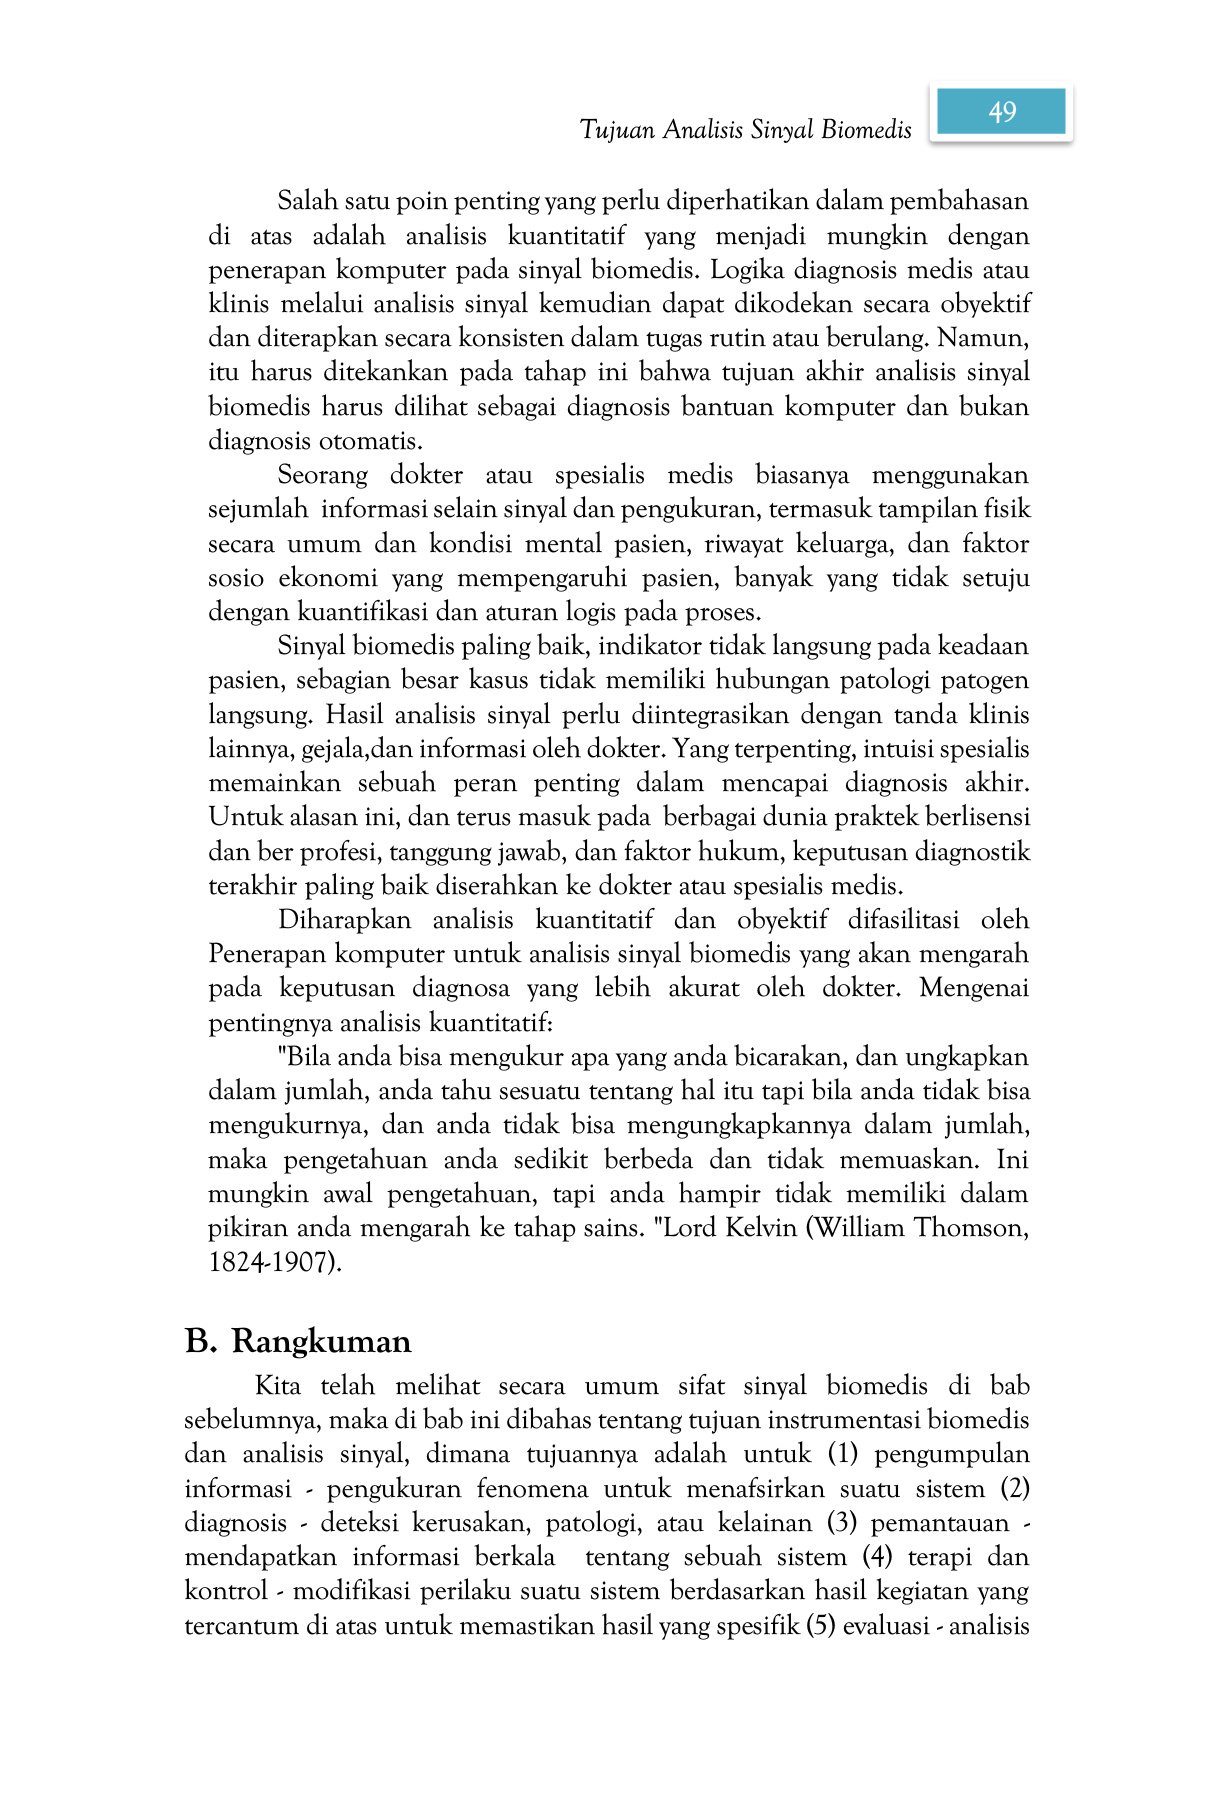 Tujuan Analisis Sinyal Biomedis
49
Salah satu poin penting yang perlu diperhatikan dalam pembahasan
di atas adalah analisis kuantitatif yang menjadi mungkin dengan
penerapan komputer pada sinyal biomedis. Logika diagnosis medis atau
klinis melalui analisis sinyal kemudian dapat dikodekan secara obyektif
dan diterapkan secara konsisten dalam tugas rutin atau berulang. Namun,
itu harus ditekankan pada tahap ini bahwa tujuan akhir analisis sinyal
biomedis harus dilihat sebagai diagnosis bantuan komputer dan bukan
diagnosis otomatis.
Seorang dokter atau spesialis medis biasanya menggunakan
sejumlah informasi selain sinyal dan pengukuran, termasuk tampilan fisik
secara umum dan kondisi mental pasien, riwayat keluarga, dan faktor
sosio ekonomi yang mempengaruhi pasien, banyak yang tidak setuju
dengan kuantifikasi dan aturan logis pada proses.
Sinyal biomedis paling baik, indikator tidak langsung pada keadaan
pasien, sebagian besar kasus tidak memiliki hubungan patologi patogen
langsung. Hasil analisis sinyal perlu diintegrasikan dengan tanda klinis
lainnya, gejala,dan informasi oleh dokter. Yang terpenting, intuisi spesialis
memainkan sebuah peran penting dalam mencapai diagnosis akhir.
Untuk alasan ini, dan terus masuk pada berbagai dunia praktek berlisensi
dan ber profesi, tanggung jawab, dan faktor hukum, keputusan diagnostik
terakhir paling baik diserahkan ke dokter atau spesialis medis.
Diharapkan analisis kuantitatif dan obyektif difasilitasi oleh
Penerapan komputer untuk analisis sinyal biomedis yang akan mengarah
pada keputusan diagnosa yang lebih akurat oleh dokter. Mengenai
pentingnya analisis kuantitatif:
"Bila anda bisa mengukur apa yang anda bicarakan, dan ungkapkan
dalam jumlah, anda tahu sesuatu tentang hal itu tapi bila anda tidak bisa
mengukurnya, dan anda tidak bisa mengungkapkannya dalam jumlah,
maka pengetahuan anda sedikit berbeda dan tidak memuaskan. Ini
mungkin awal pengetahuan, tapi anda hampir tidak memiliki dalam
pikiran anda mengarah ke tahap sains. "Lord Kelvin (William Thomson,
1824-1907).
B. Rangkuman
Kita telah melihat secara umum sifat sinyal biomedis di bab
sebelumnya, maka di bab ini dibahas tentang tujuan instrumentasi biomedis
dan analisis sinyal, dimana tujuannya adalah untuk (1) pengumpulan
informasi - pengukuran fenomena untuk menafsirkan suatu sistem (2)
diagnosis - deteksi kerusakan, patologi, atau kelainan (3) pemantauan -
mendapatkan informasi berkala tentang sebuah sistem (4) terapi dan
kontrol - modifikasi perilaku suatu sistem berdasarkan hasil kegiatan yang
tercantum di atas untuk memastikan hasil yang spesifik (5) evaluasi - analisis